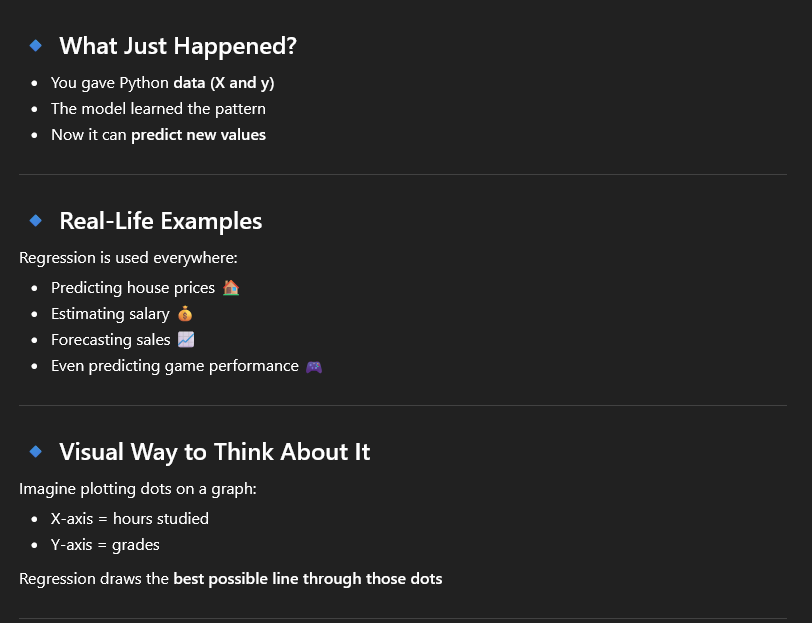 What Just Happened?
You gave Python data (X and y)
The model learned the pattern
Now it can predict new values
Real-Life Examples
Regression is used everywhere:
Predicting house prices
Estimating salary
Forecasting sales
Even predicting game performance
Visual Way to Think About It
Imagine plotting dots on a graph:
X-axis = hours studied
Y-axis = grades
Regression draws the best possible line through those dots